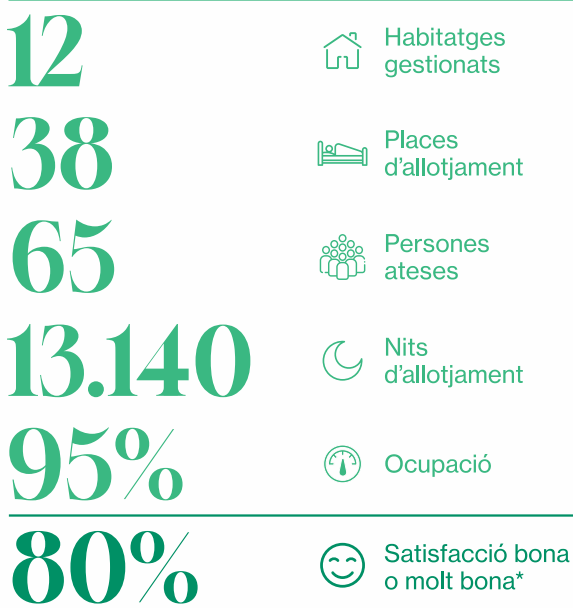 12
Habitatges
gestionats
38
Places
d'allotjament
65
Persones
ateses
13.140
Nits
d'allotjament
95%
Ocupació
80%
Satisfacció bona
o molt bona*